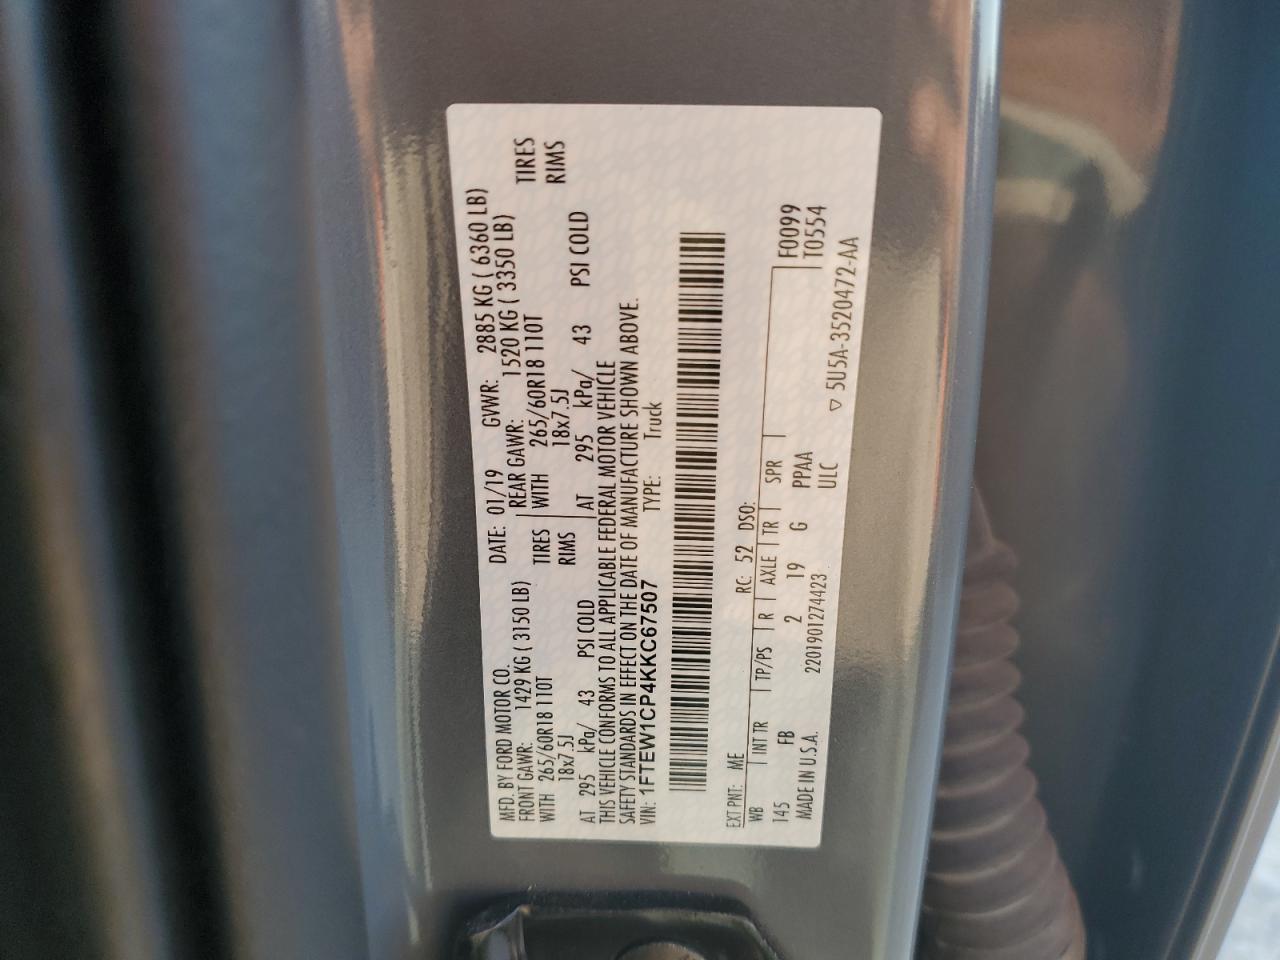 MFD. BY FORD MOTOR CO. DATE: 01/19 GVWR: 2885 KG ( 6360 LB)
FRONT GAWR: 1429 KG ( 3150 LB) REAR GAWR: 1520 KG ( 3350 LB)
WITH 265/60R18 110T TIRES WITH 265/60R18 110T TIRES
18x7.5J RIMS 18x7.5J RIMS
AT 295 kPa/ 43 PSI COLD AT 295 kPa/ 43 PSI COLD
THIS VEHICLE CONFORMS TO ALL APPLICABLE FEDERAL MOTOR VEHICLE
SAFETY STANDARDS IN EFFECT ON THE DATE OF MANUFACTURE SHOWN ABOVE.
VIN: 1FTEW1CP4KKC67507 TYPE: Truck
EXT PNT: ME RC: 52 DSO:
WB INT TR TP/PS R AXLE TR SPR F0099
145 FB 2 19 G PPAA T0554
MADE IN U.S.A. 2201901274423 ULC
▽ 5U5A-3520472-AA